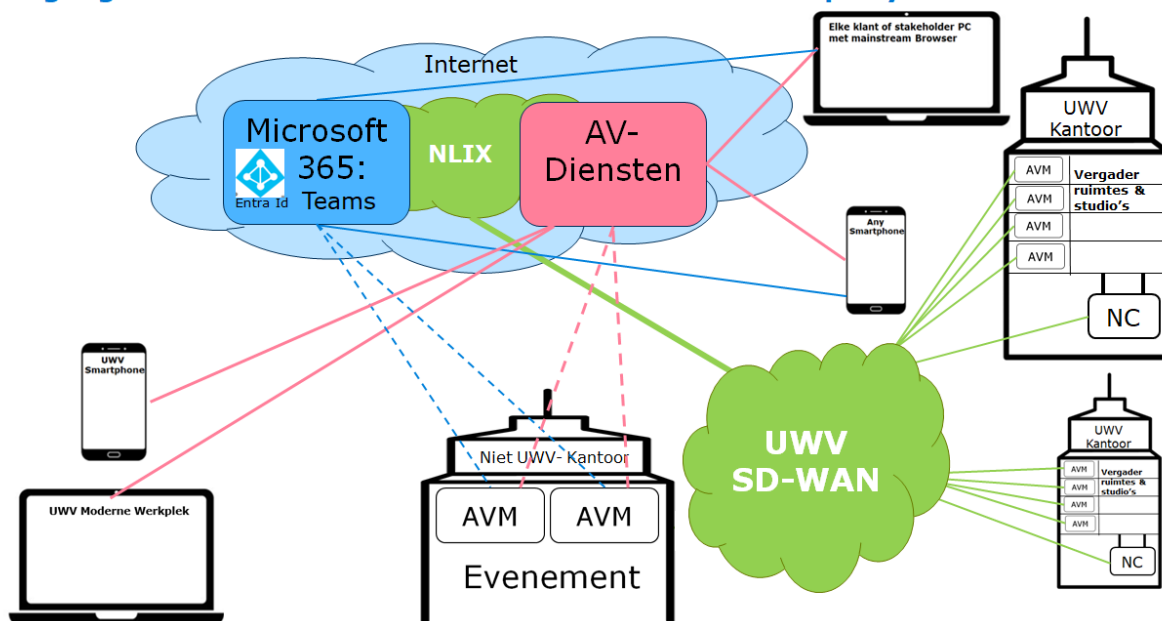 Elke klant of stakeholder PC
met mainstream Browser
Internet
Microsoft
365:
Entra Id
Teams
NLIX
AV-
Diensten
UWV
Kantoor
AVM
AVM
AVM
AVM
Vergader
ruimtes &
studio's
NC
Any
Smartphone
UWV
Smartphone
UWV Moderne Werkplek
Niet UWV- Kantoor
AVM
AVM
Evenement
UWV
SD-WAN
UWV
Kantoor
AVM
AVM
AVM
AVM
Vergader
ruimtes &
studio's
NC